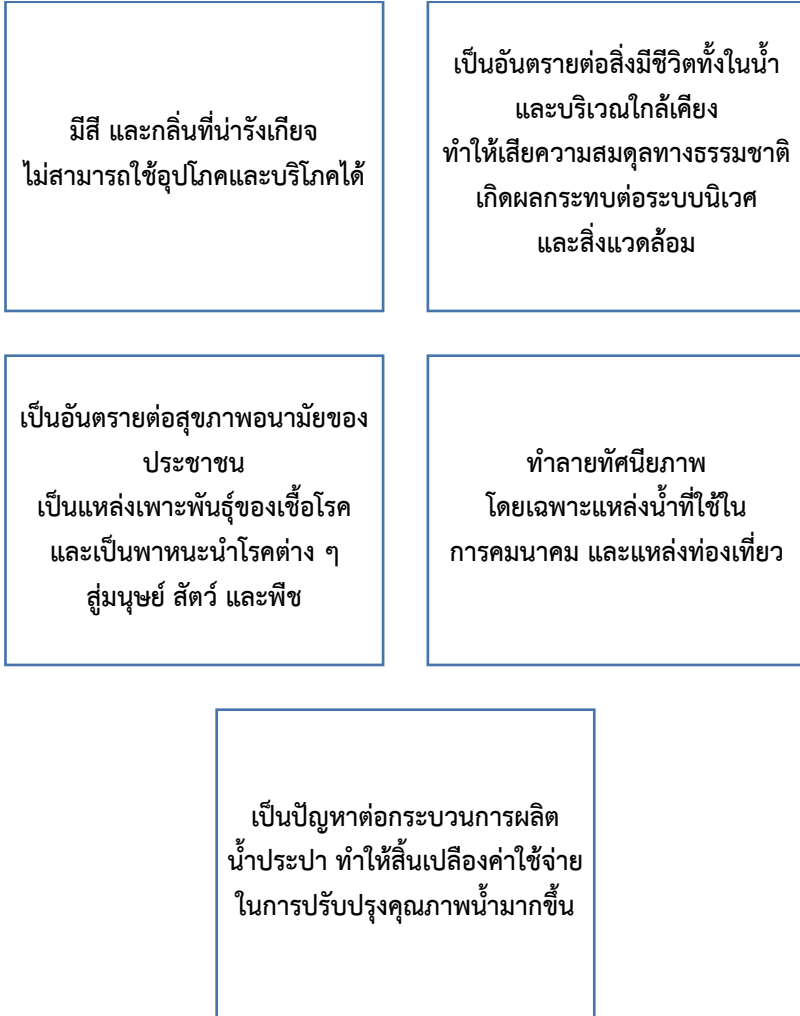 มีสี และกลิ่นที่น่ารังเกียจ
ไม่สามารถใช้อุปโภคและบริโภคได้
เป็นอันตรายต่อสิ่งมีชีวิตทั้งในน้ำ
และบริเวณใกล้เคียง
ทำให้เสียความสมดุลทางธรรมชาติ
เกิดผลกระทบต่อระบบนิเวศ
และสิ่งแวดล้อม
เป็นอันตรายต่อสุขภาพอนามัยของ
ประชาชน
เป็นแหล่งเพาะพันธุ์ของเชื้อโรค
และเป็นพาหนะนำโรคต่าง ๆ
สู่มนุษย์ สัตว์ และพืช
ทำลายทัศนียภาพ
โดยเฉพาะแหล่งน้ำที่ใช้ใน
การคมนาคม และแหล่งท่องเที่ยว
เป็นปัญหาต่อกระบวนการผลิต
น้ำประปา ทำให้สิ้นเปลืองค่าใช้จ่าย
ในการปรับปรุงคุณภาพน้ำมากขึ้น